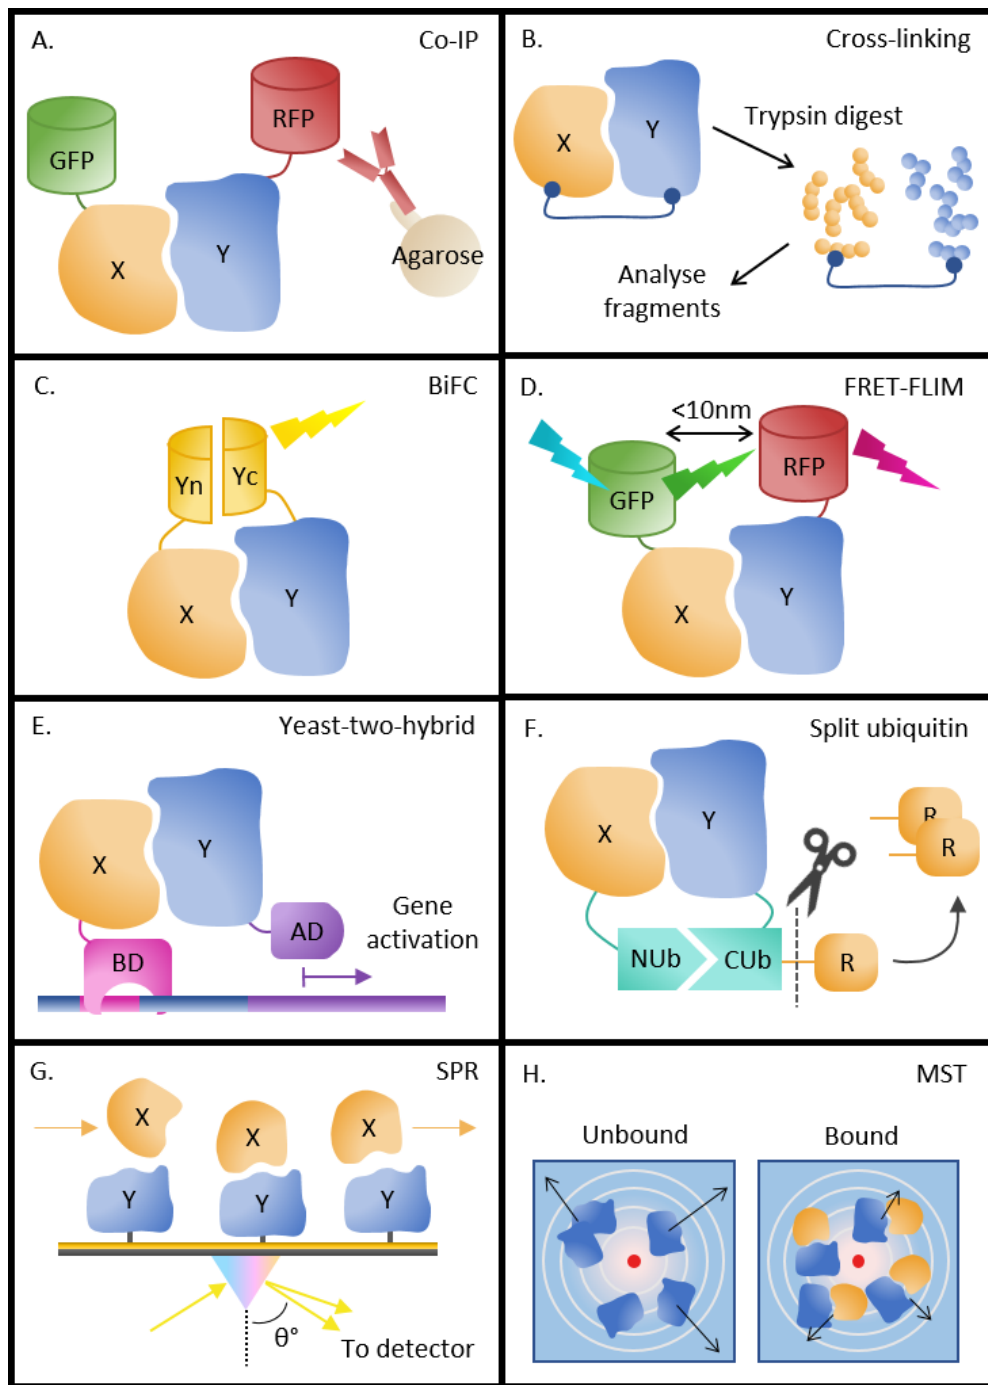 A.
Co-IP
GFP
RFP
X
Y
Agarose
B.
Cross-linking
X
Y
Trypsin digest
Analyse
fragments
C.
BiFC
Yn
Yc
X
Y
D.
FRET-FLIM
<10nm
GFP
RFP
X
Y
E.
Yeast-two-hybrid
X
Y
BD
AD
Gene
activation
F.
Split ubiquitin
X
Y
NUb
CUb
R
R
R
G.
SPR
X
X
X
Y
Y
Y
θ°
To detector
H.
MST
Unbound
Bound